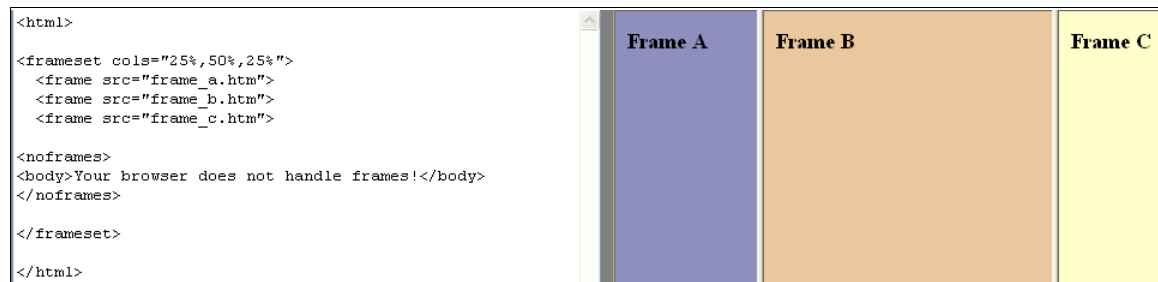 <html>
<frameset cols="25%,50%,25%">
<frame src="frame_a.htm">
<frame src="frame_b.htm">
<frame src="frame_c.htm">
<noframes>
<body>Your browser does not handle frames!</body>
</noframes>
</frameset>
</html>
Frame A
Frame B
Frame C